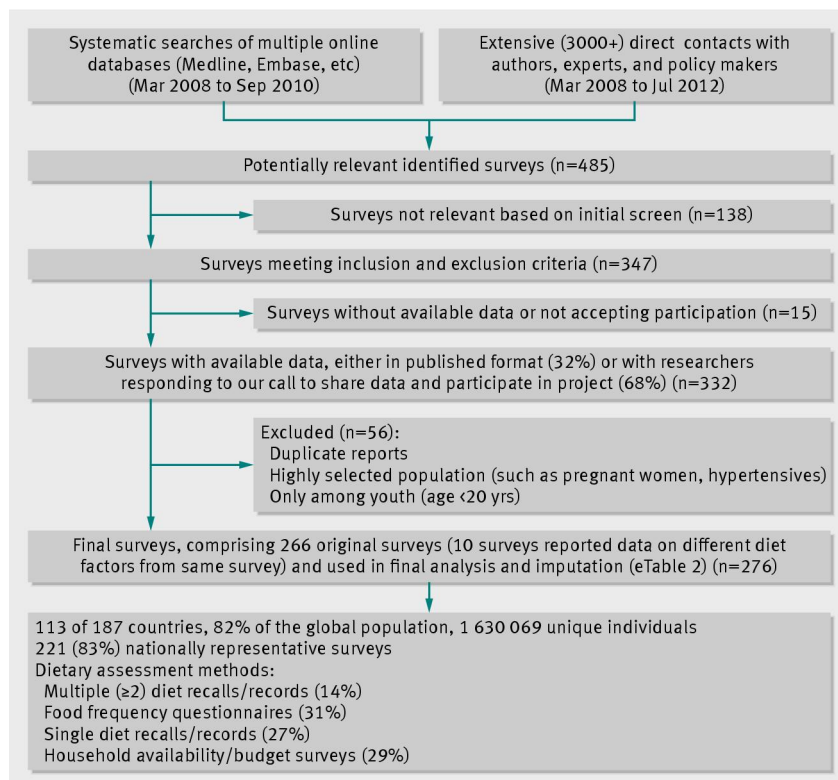 Systematic searches of multiple online
databases (Medline, Embase, etc)
(Mar 2008 to Sep 2010)
Extensive (3000+) direct contacts with
authors, experts, and policy makers
(Mar 2008 to Jul 2012)
Potentially relevant identified surveys (n=485)
Surveys not relevant based on initial screen (n=138)
Surveys meeting inclusion and exclusion criteria (n=347)
Surveys without available data or not accepting participation (n=15)
Surveys with available data, either in published format (32%) or with researchers
responding to our call to share data and participate in project (68%) (n=332)
Excluded (n=56):
Duplicate reports
Highly selected population (such as pregnant women, hypertensives)
Only among youth (age <20 yrs)
Final surveys, comprising 266 original surveys (10 surveys reported data on different diet
factors from same survey) and used in final analysis and imputation (eTable 2) (n=276)
113 of 187 countries, 82% of the global population, 1 630 069 unique individuals
221 (83%) nationally representative surveys
Dietary assessment methods:
Multiple (≥2) diet recalls/records (14%)
Food frequency questionnaires (31%)
Single diet recalls/records (27%)
Household availability/budget surveys (29%)